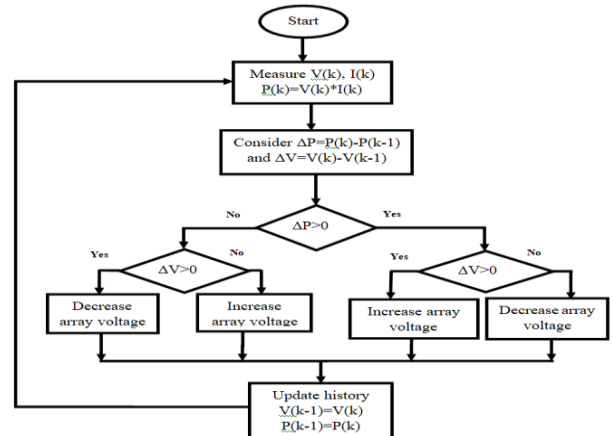 Start
Measure V(k), I(k)
P(k)=V(k)*I(k)
Consider ΔP=P(k)-P(k-1)
and ΔV=V(k)-V(k-1)
No
ΔP>0
Yes
Yes
ΔV>0
No
Yes
ΔV>0
No
Decrease
array voltage
Increase
array voltage
Increase array
voltage
Decrease array
voltage
Update history
V(k-1)=V(k)
P(k-1)=P(k)